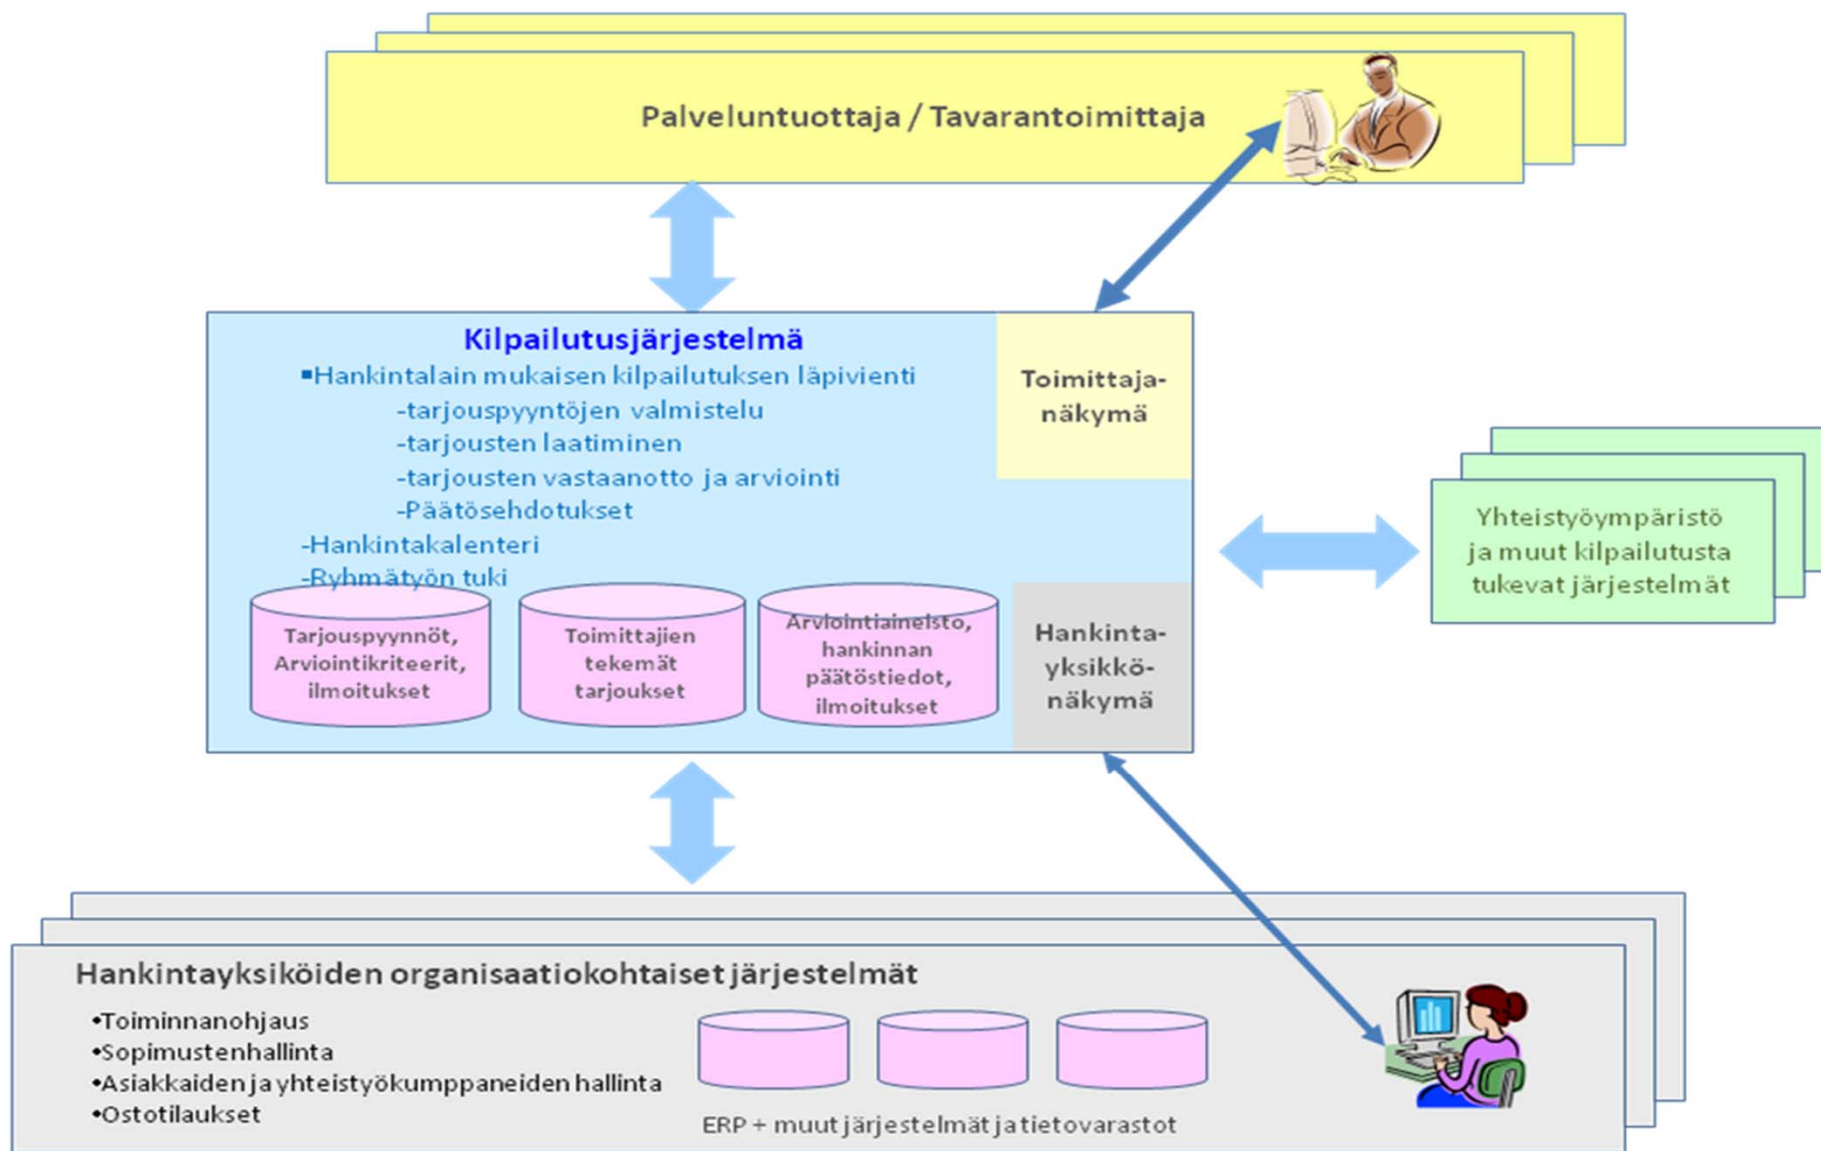 Palveluntuottaja / Tavarantoimittaja
Kilpailutusjärjestelmä
▪Hankintalain mukaisen kilpailutuksen läpivienti
-tarjouspyyntöjen valmistelu
-tarjousten laatiminen
-tarjousten vastaanotto ja arviointi
-Päätösehdotukset
-Hankintakalenteri
-Ryhmätyön tuki
Toimittaja-
näkymä
Tarjouspyynnöt,
Arviointikriteerit,
ilmoitukset
Toimittajien
tekemät
tarjoukset
Arviointiaineisto,
hankinnan
päätöstiedot,
ilmoitukset
Hankinta-
yksikkö-
näkymä
Yhteistyöympäristö
ja muut kilpailutusta
tukevat järjestelmät
Hankintayksiköiden organisaatiokohtaiset järjestelmät
•Toiminnanohjaus
•Sopimustenhallinta
•Asiakkaiden ja yhteistyökumppaneiden hallinta
•Ostotilaukset
ERP + muut järjestelmät ja tietovarastot